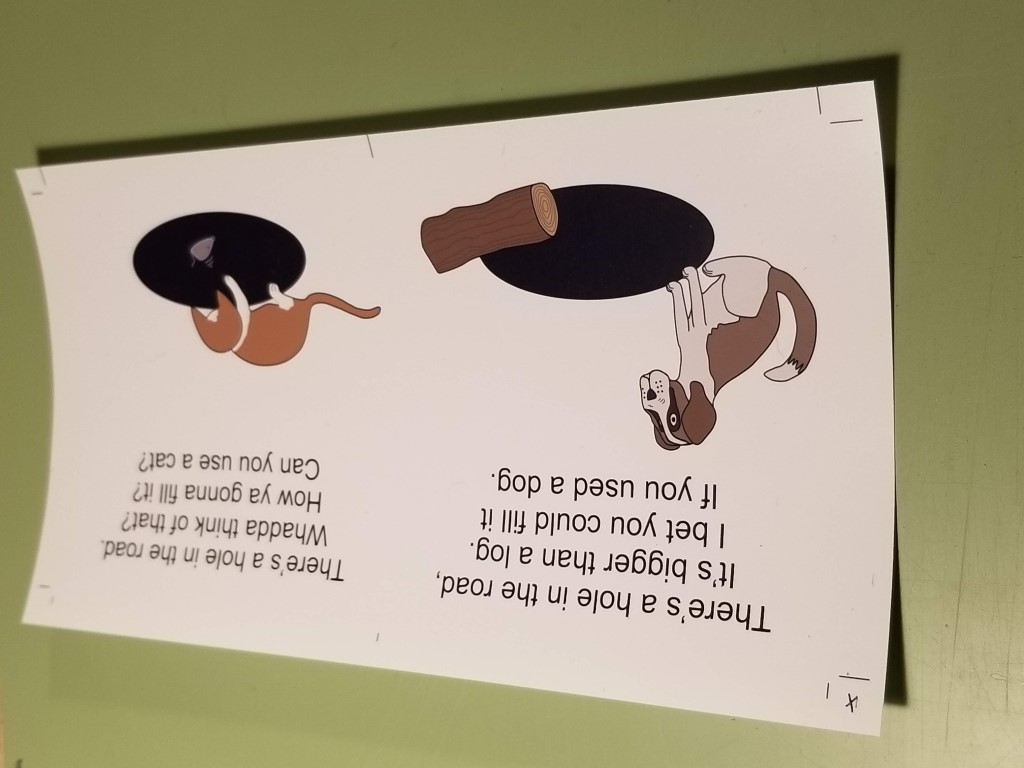 There's a hole in the road,
It's bigger than a log.
I bet you could fill it
If you used a dog.
There's a hole in the road.
Whadda think of that?
How ya gonna fill it?
Can you use a cat?